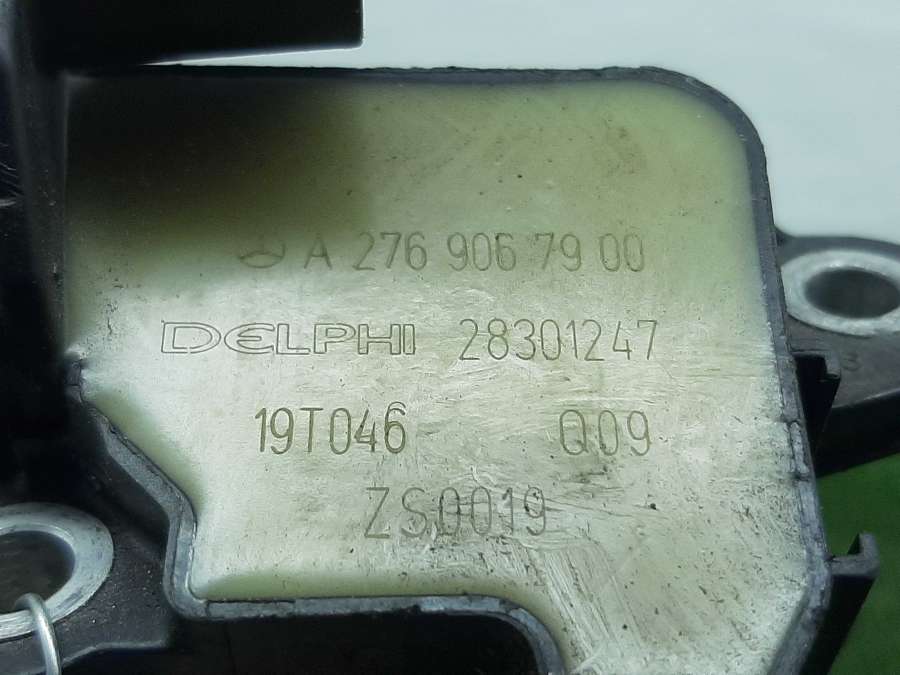 A 276 906 79 00
DELPHI 28301247
19T046 Q09
ZS0019